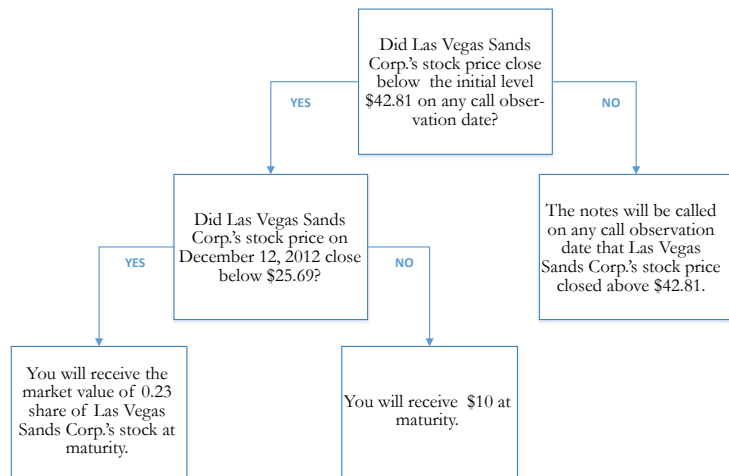 Did Las Vegas Sands
Corp.'s stock price close
below the initial level
$42.81 on any call obser-
vation date?
YES
NO
Did Las Vegas Sands
Corp.'s stock price on
December 12, 2012 close
below $25.69?
The notes will be called
on any call observation
date that Las Vegas
Sands Corp.'s stock price
closed above $42.81.
YES
NO
You will receive the
market value of 0.23
share of Las Vegas
Sands Corp.'s stock at
maturity.
You will receive $10 at
maturity.